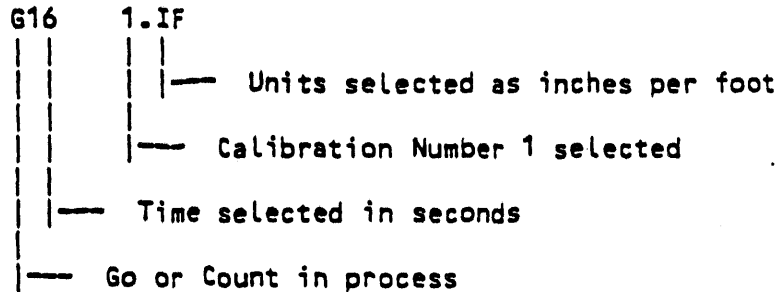 G16 1.IF
Units selected as inches per foot
Calibration Number 1 selected
Time selected in seconds
Go or Count in process